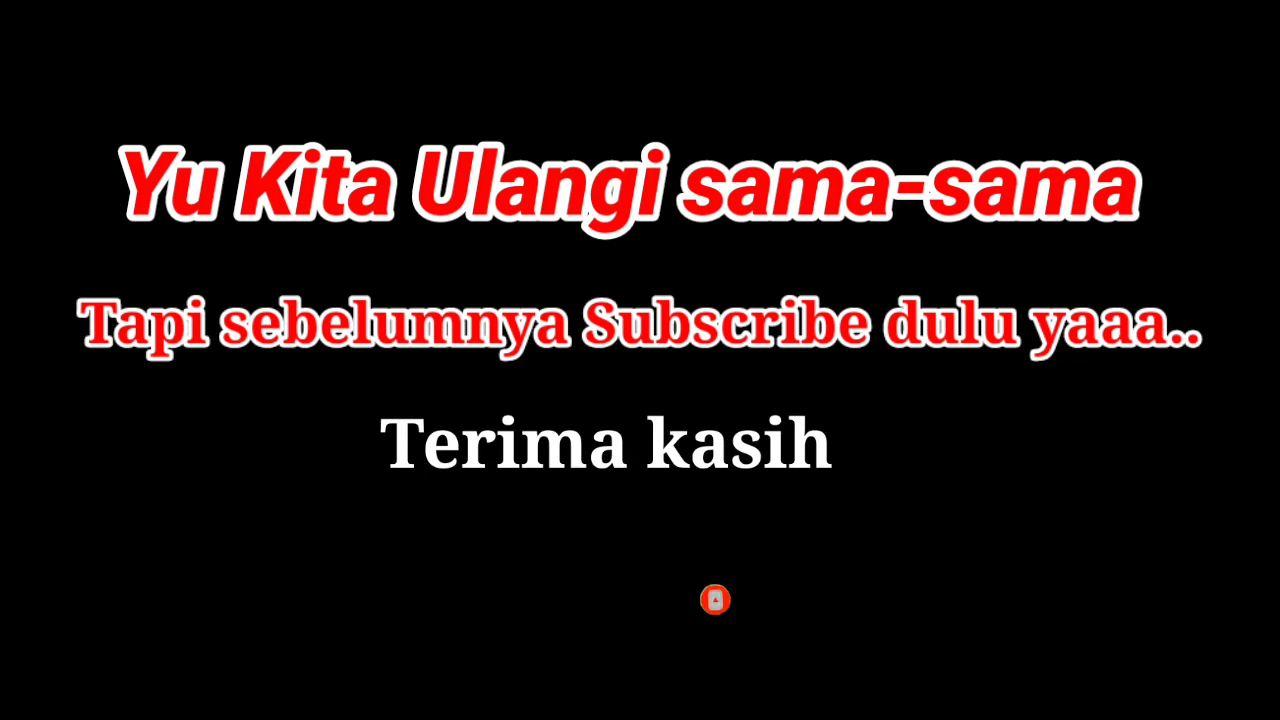 Yu Kita Ulangi sama-sama
Tapi sebelumnya Subscribe dulu yaaa..
Terima kasih